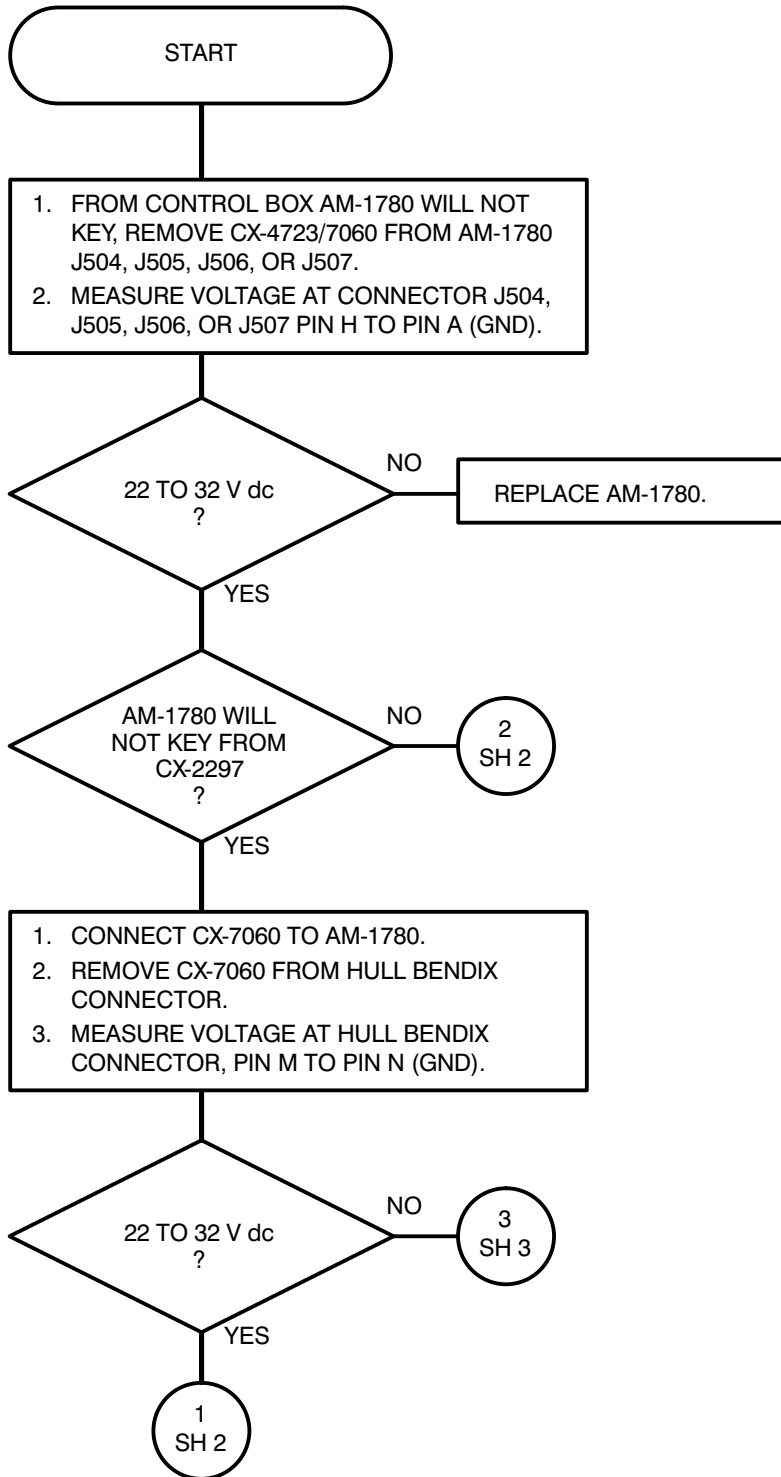 START
1. FROM CONTROL BOX AM-1780 WILL NOT
KEY, REMOVE CX-4723/7060 FROM AM-1780
J504, J505, J506, OR J507.
2. MEASURE VOLTAGE AT CONNECTOR J504,
J505, J506, OR J507 PIN H TO PIN A (GND).
22 TO 32 V dc
?
NO
REPLACE AM-1780.
YES
AM-1780 WILL
NOT KEY FROM
CX-2297
?
NO
2
SH 2
YES
1. CONNECT CX-7060 TO AM-1780.
2. REMOVE CX-7060 FROM HULL BENDIX
CONNECTOR.
3. MEASURE VOLTAGE AT HULL BENDIX
CONNECTOR, PIN M TO PIN N (GND).
22 TO 32 V dc
?
NO
3
SH 3
YES
1
SH 2